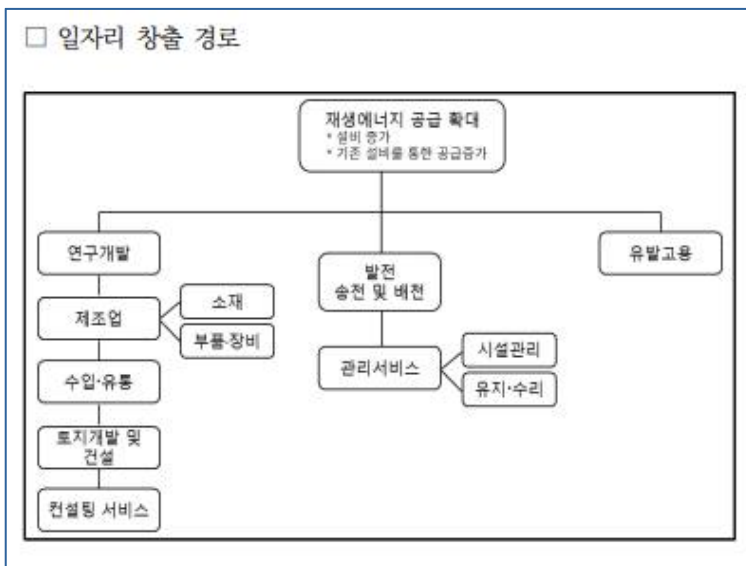 □ 일자리 창출 경로
재생에너지 공급 확대
* 설비 증가
* 기존 설비를 통한 공급증가
연구개발
제조업
소재
부품·장비
수입·유통
토지개발 및
건설
컨설팅 서비스
발전
송전 및 배전
관리서비스
시설관리
유지·수리
유발고용